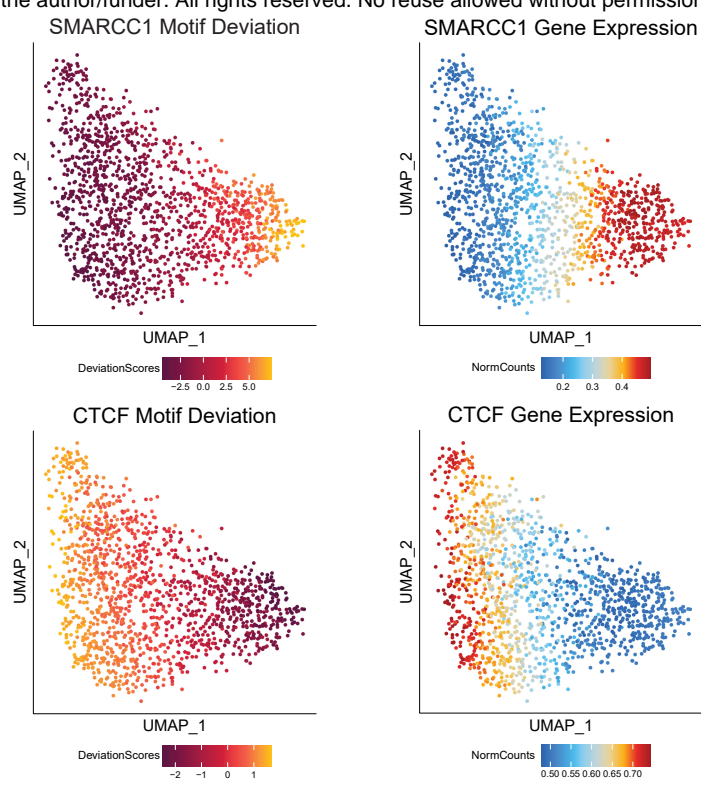 the author/funder. All rights reserved. No reuse allowed without permission
SMARCC1 Motif Deviation
SMARCC1 Gene Expression
UMAP_2
UMAP_2
UMAP_1
UMAP_1
DeviationScores
−2.5 0.0 2.5 5.0
NormCounts
0.2 0.3 0.4
CTCF Motif Deviation
CTCF Gene Expression
UMAP_2
UMAP_2
UMAP_1
UMAP_1
DeviationScores
−2 −1 0 1
NormCounts
0.50 0.55 0.60 0.65 0.70